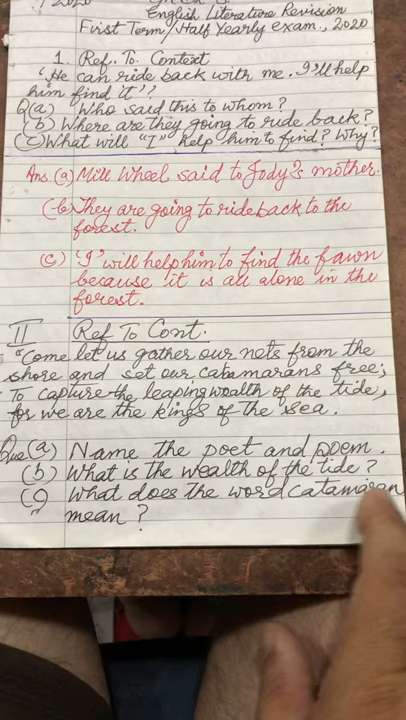 2020
English Literature Revision
First Term/Half Yearly exam., 2020
1. Ref. To. Context
"He can ride back with me. I'll help
him find it"?
Q(a) Who said this to whom?
(b) Where are they going to ride back?
(c) What will "I" help him to find? Why?
Ans (a) Mill Wheel said to Jody's mother.
(b) They are going to ride back to the
forest.
(c) 'I' will help him to find the fawn
because it is all alone in the
forest.
II Ref To Cont.
"Come let us gather our nets from the
shore and set our catamarans free,
To capture the leaping wealth of the tide,
for we are the kings of the sea.
Que (a) Name the poet and poem.
(b) What is the wealth of the tide?
(c) What does the word catamaran
mean?